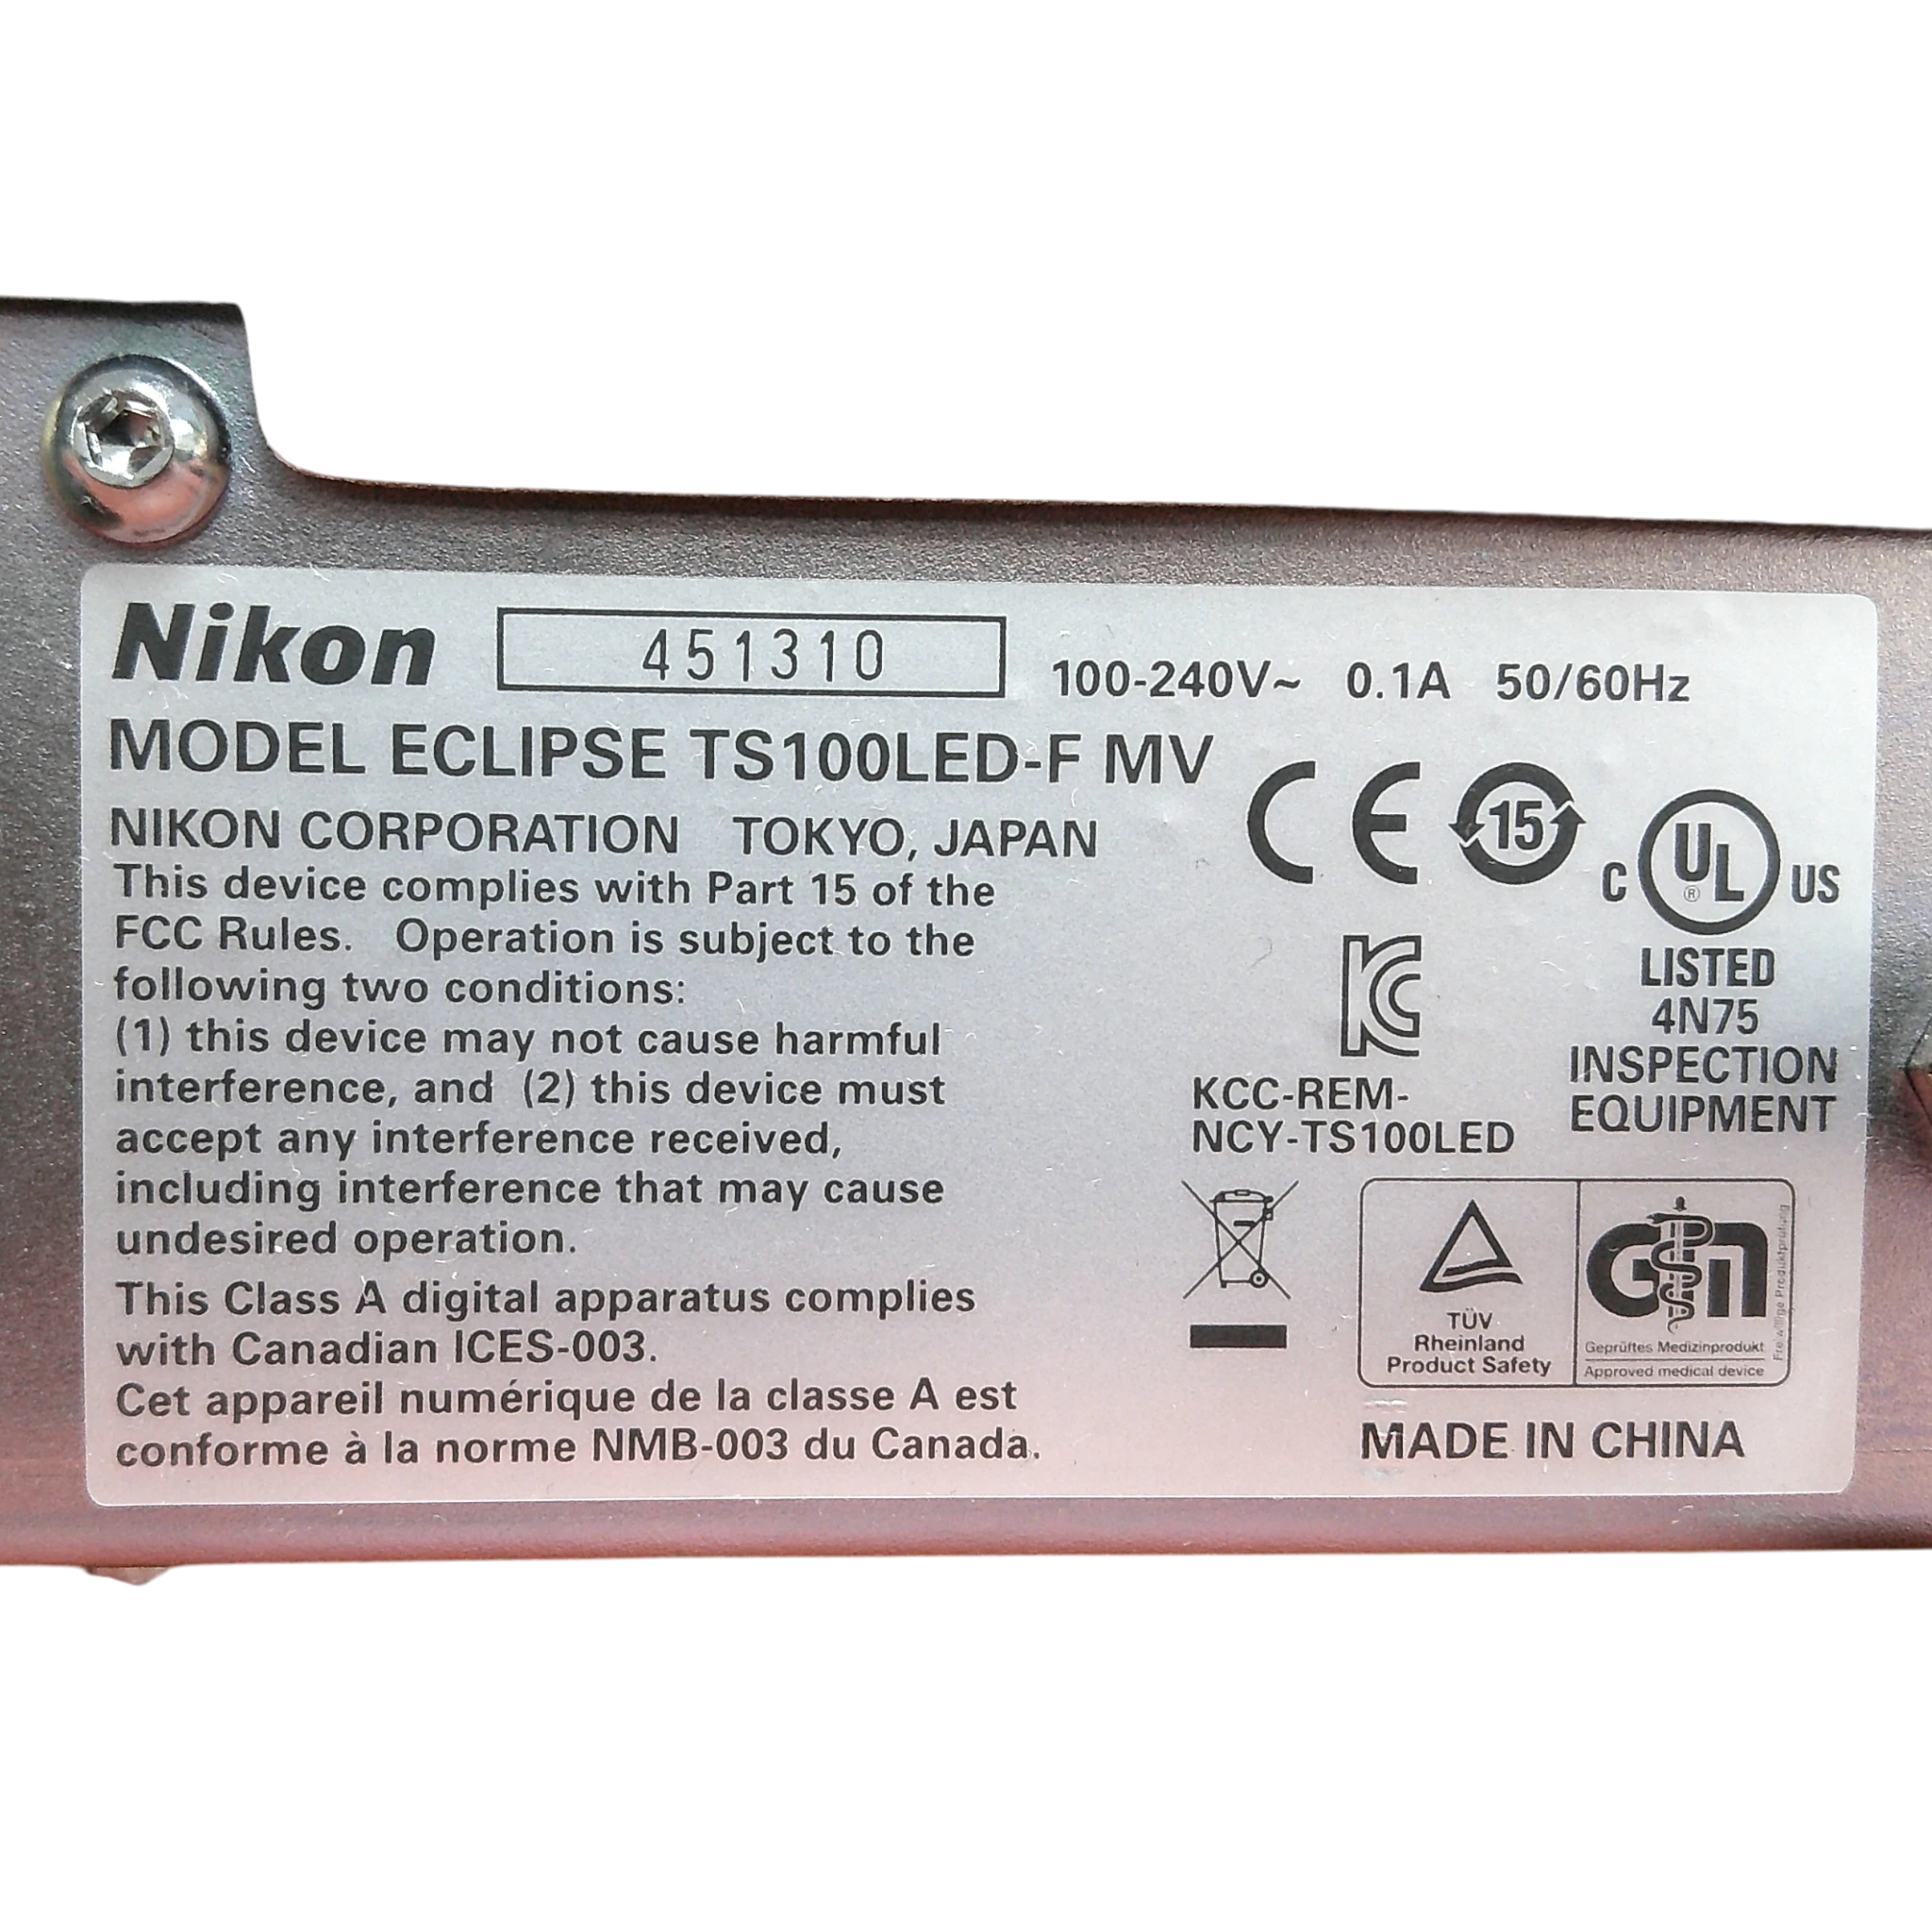 Nikon 451310 100-240V~ 0.1A 50/60Hz
MODEL ECLIPSE TS100LED-F MV
NIKON CORPORATION TOKYO, JAPAN
This device complies with Part 15 of the
FCC Rules. Operation is subject to the
following two conditions:
(1) this device may not cause harmful
interference, and (2) this device must
accept any interference received,
including interference that may cause
undesired operation.
This Class A digital apparatus complies
with Canadian ICES-003.
Cet appareil numérique de la classe A est
conforme à la norme NMB-003 du Canada.
CE
15
C UL® US
LISTED
4N75
INSPECTION
EQUIPMENT
KC
KCC-REM-
NCY-TS100LED
TÜV
Rheinland
Product Safety
GM
Geprüftes Medizinprodukt
Approved medical device
Freiwillige Produktprüfung
MADE IN CHINA